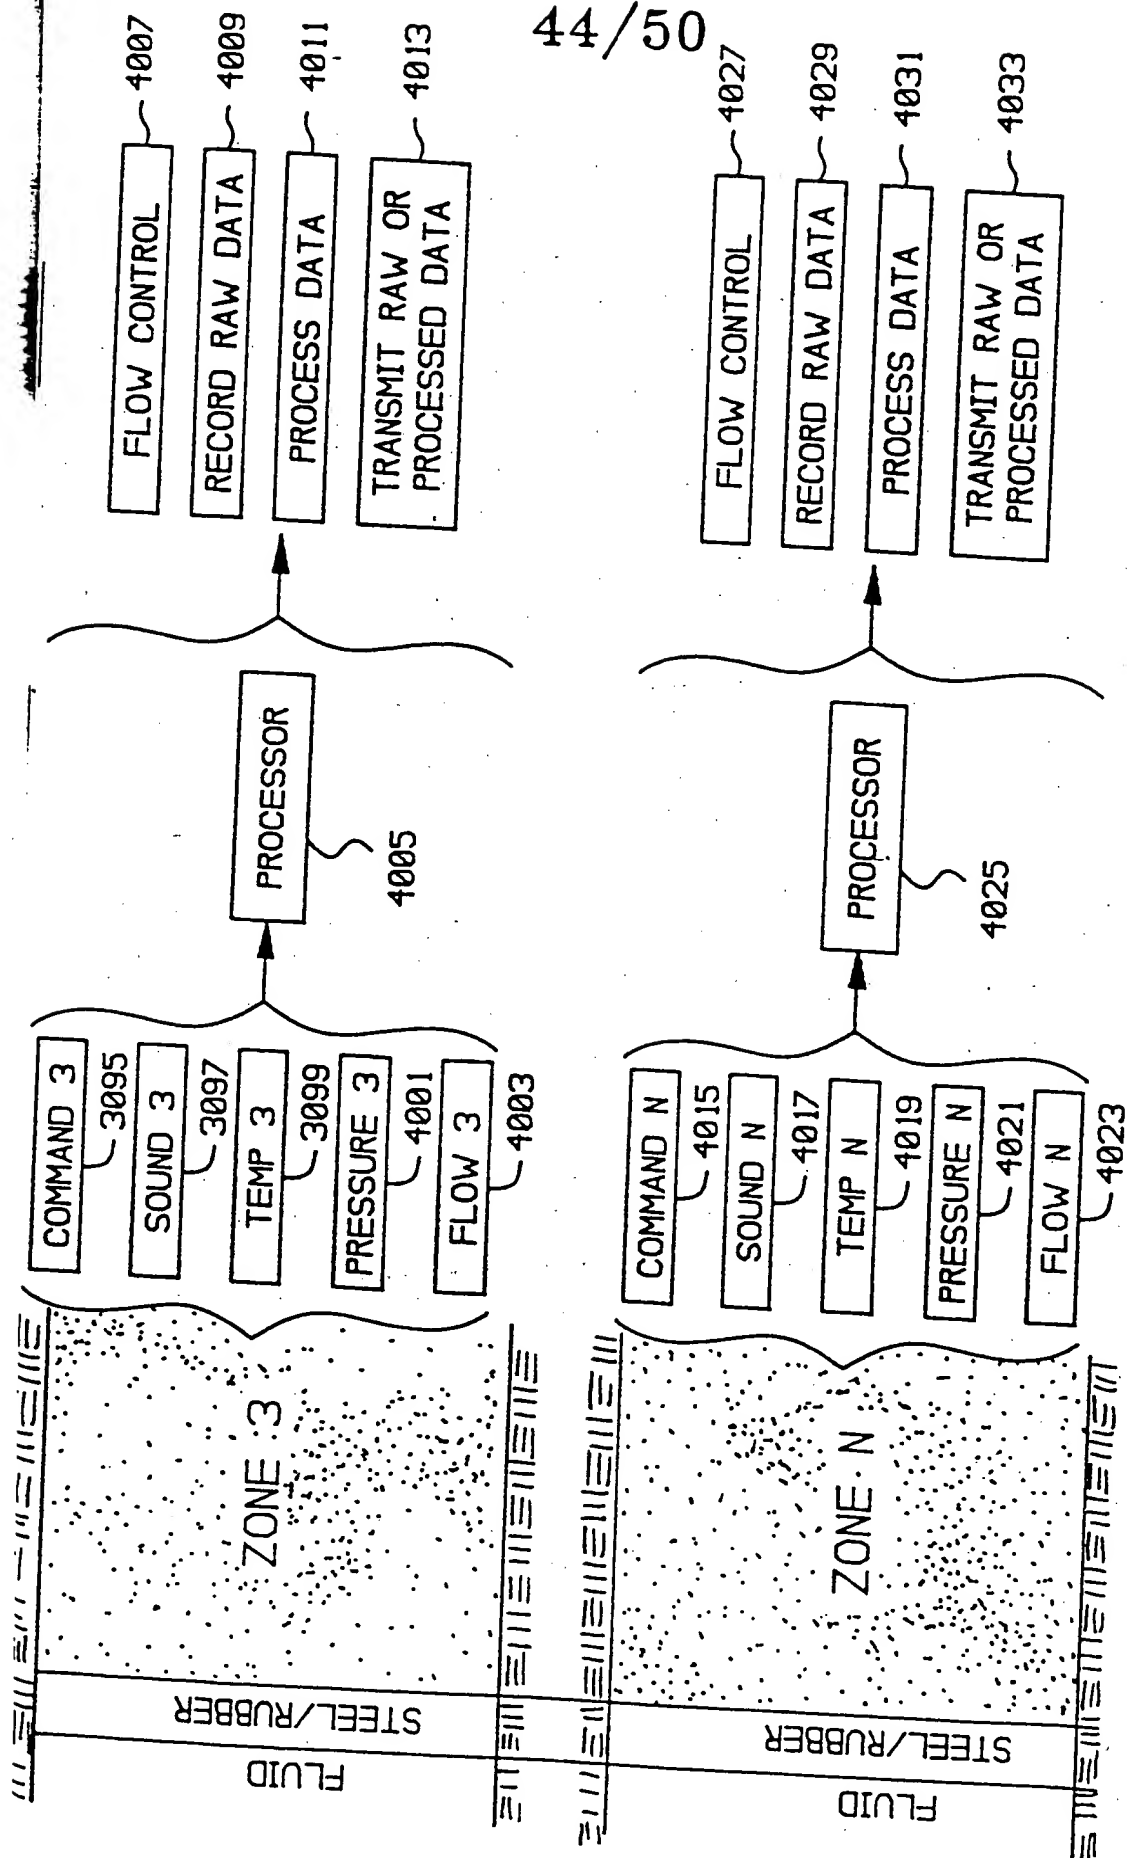 44/50
FLUID
STEEL/RUBBER
ZONE 3
COMMAND 3
3095
SOUND 3
3097
TEMP 3
3099
PRESSURE 3
4001
FLOW 3
4003
PROCESSOR
4005
FLOW CONTROL
4007
RECORD RAW DATA
4009
PROCESS DATA
4011
TRANSMIT RAW OR
PROCESSED DATA
4013
FLUID
STEEL/RUBBER
ZONE N
COMMAND N
4015
SOUND N
4017
TEMP N
4019
PRESSURE N
4021
FLOW N
4023
PROCESSOR
4025
FLOW CONTROL
4027
RECORD RAW DATA
4029
PROCESS DATA
4031
TRANSMIT RAW OR
PROCESSED DATA
4033